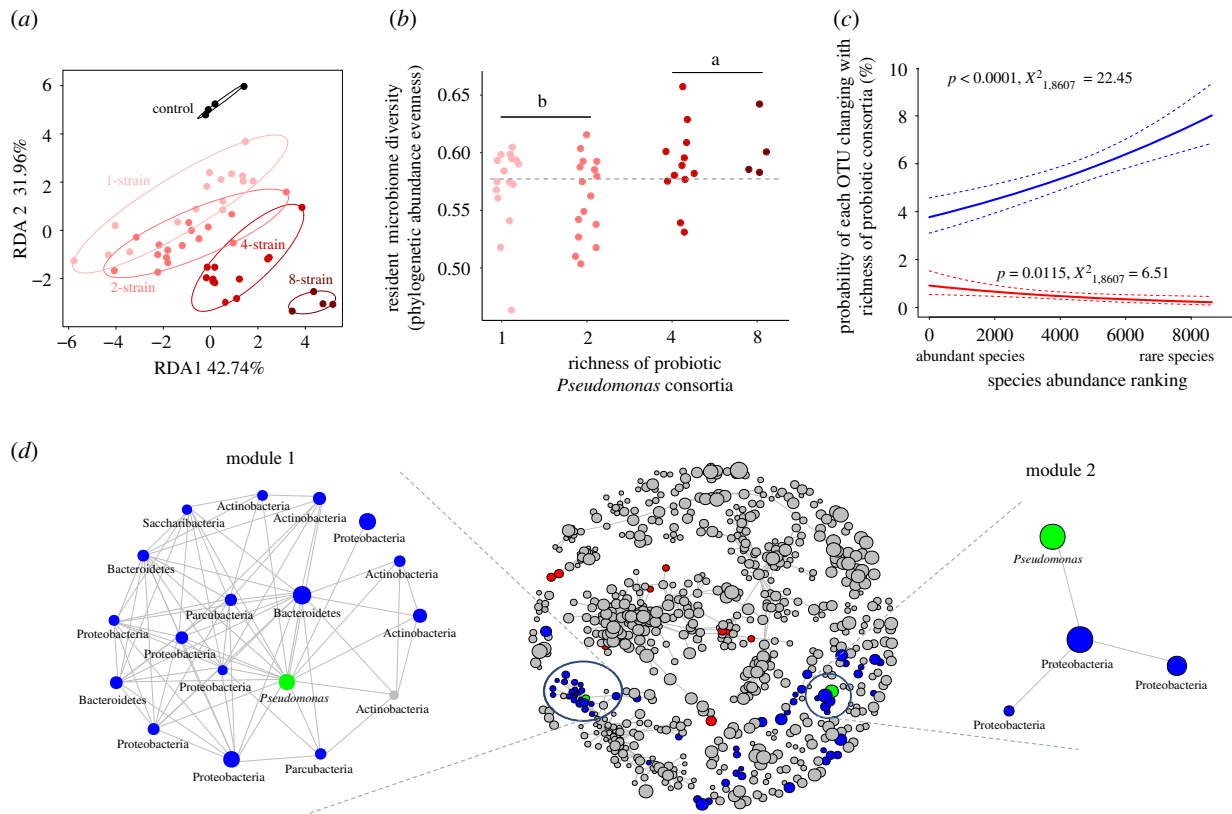 (a)
6
4
2
0
−2
−6
−4
−2
0
2
4
RDA 2 31.96%
RDA1 42.74%
control
1-strain
2-strain
4-strain
8-strain
(b)
0.65
0.60
0.55
0.50
b
a
1
2
4
8
resident microbiome diversity
(phylogenetic abundance evenness)
richness of probiotic
Pseudomonas consortia
(c)
10
8
6
4
2
0
p < 0.0001, X²1,8607 = 22.45
p = 0.0115, X²1,8607 = 6.51
0
2000
4000
6000
8000
abundant species
rare species
species abundance ranking
probability of each OTU changing with
richness of probiotic consortia (%)
(d)
module 1
Actinobacteria
Saccharibacteria
Actinobacteria
Proteobacteria
Bacteroidetes
Actinobacteria
Parcubacteria
Bacteroidetes
Proteobacteria
Actinobacteria
Proteobacteria
Proteobacteria
Pseudomonas
Bacteroidetes
Actinobacteria
Proteobacteria
Proteobacteria
Parcubacteria
module 2
Pseudomonas
Proteobacteria
Proteobacteria
Proteobacteria